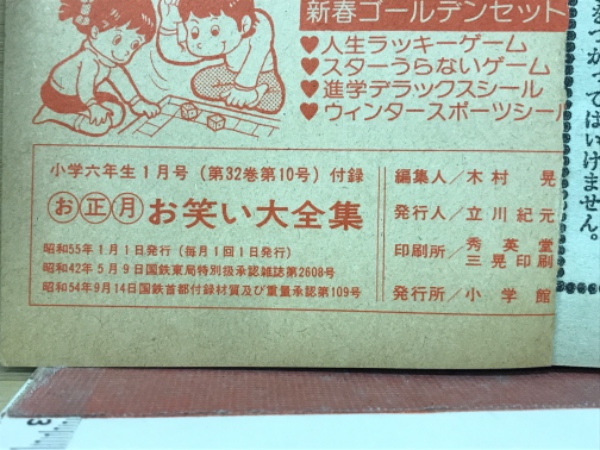 新春ゴールデンセット
♥人生ラッキーゲーム
♥スターうらないゲーム
♥進学デラックスシール
♥ウィンタースポーツシール
小学六年生1月号(第32巻第10号)付録
お正月お笑い大全集
昭和55年1月1日発行(毎月1回1日発行)
昭和42年5月9日国鉄東局特別扱承認雑誌第2608号
昭和54年9月14日国鉄首都付録材質及び重量承認第109号
編集人/木村 晃
発行人/立川紀元
印刷所/秀英堂
三晃印刷
発行所/小学館
をつかってはいけません。